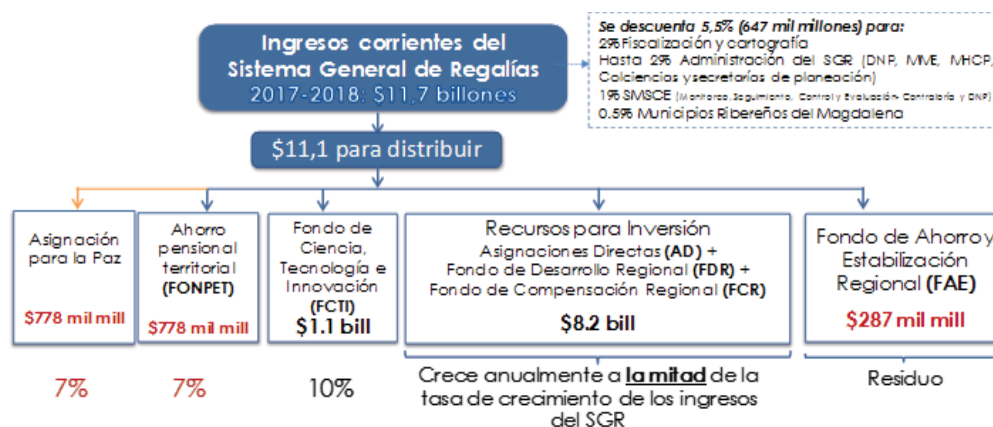 Ingresos corrientes del
Sistema General de Regalías
2017-2018: $11,7 billones
Se descuenta 5,5% (647 mil millones) para:
2% Fiscalización y cartografía
Hasta 2% Administración del SGR (DNP, MME, MHCP,
Colciencias y secretarías de planeación)
1% SMSCE (Monitoreo, Seguimiento, Control y Evaluación- Contraloría y DNP)
0.5% Municipios Ribereños del Magdalena
$11,1 para distribuir
Asignación
para la Paz
$778 mil mill
7%
Ahorro
pensional
territorial
(FONPET)
$778 mil mill
7%
Fondo de
Ciencia,
Tecnología e
Innovación
(FCTI)
$1.1 bill
10%
Recursos para Inversión
Asignaciones Directas (AD) +
Fondo de Desarrollo Regional (FDR) +
Fondo de Compensación Regional (FCR)
$8.2 bill
Crece anualmente a la mitad de la
tasa de crecimiento de los ingresos
del SGR
Fondo de Ahorro y
Estabilización
Regional (FAE)
$287 mil mill
Residuo